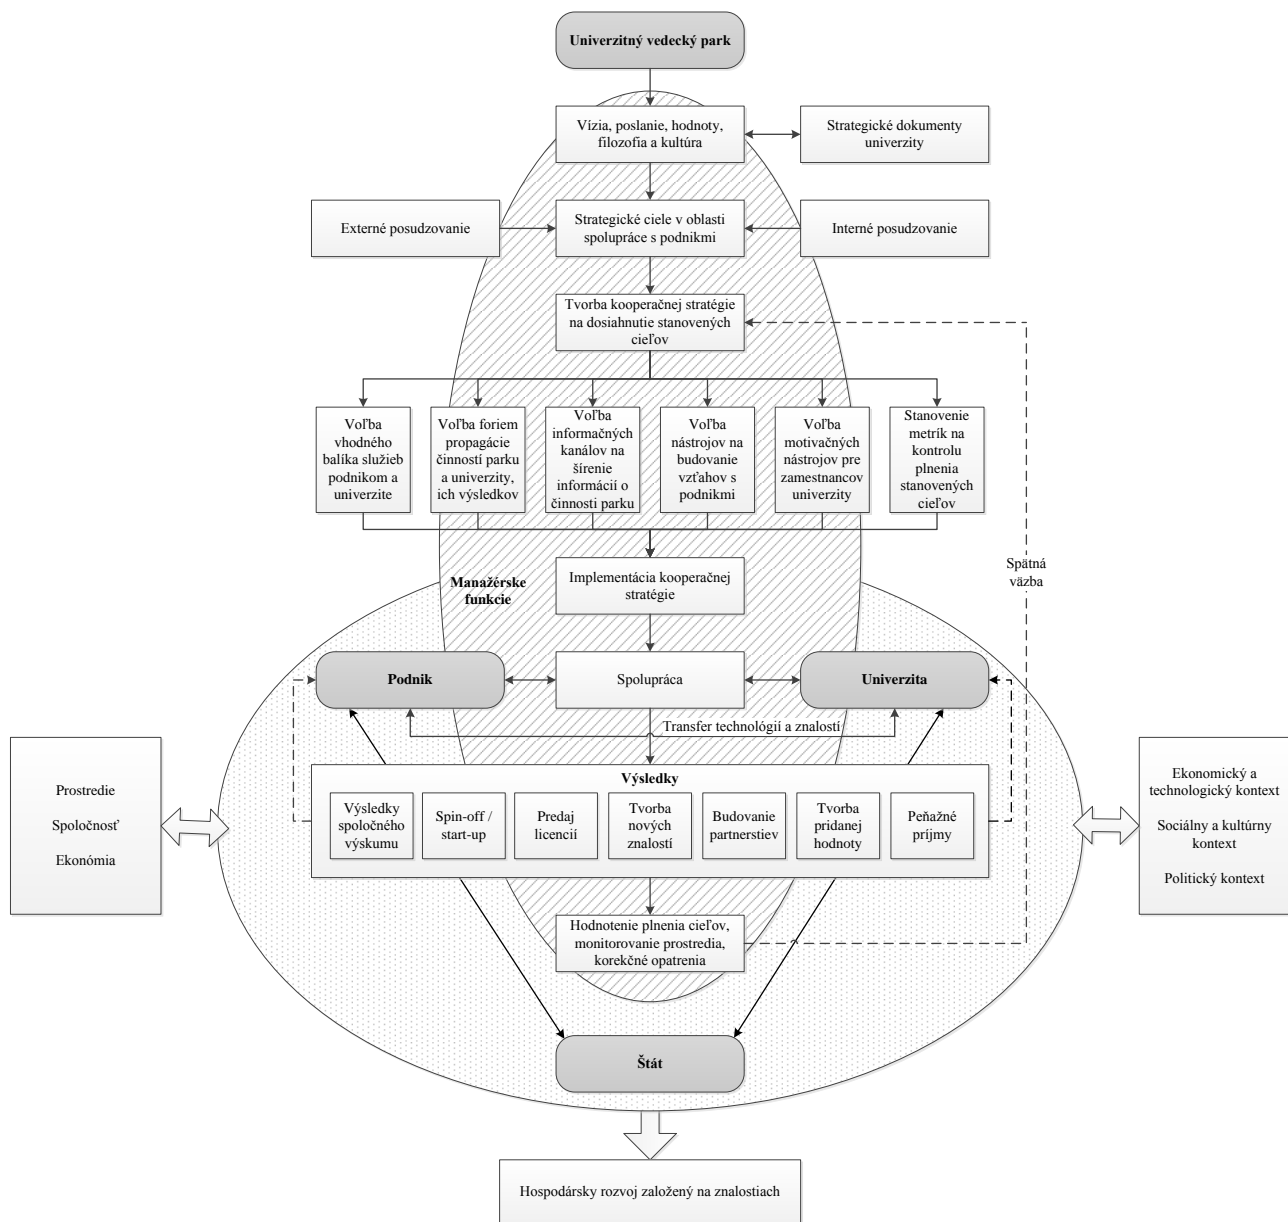 Univerzitný vedecký park
Vízia, poslanie, hodnoty,
filozofia a kultúra
Strategické dokumenty
univerzity
Externé posudzovanie
Strategické ciele v oblasti
spolupráce s podnikmi
Interné posudzovanie
Tvorba kooperačnej stratégie
na dosiahnutie stanovených
cieľov
Voľba
vhodného
balíka služieb
podnikom a
univerzite
Voľba foriem
propagácie
činností parku
a univerzity,
ich výsledkov
Voľba
informačných
kanálov na
šírenie
informácií o
činnosti parku
Voľba
nástrojov na
budovanie
vzťahov s
podnikmi
Voľba
motivačných
nástrojov pre
zamestnancov
univerzity
Stanovenie
metrík na
kontrolu
plnenia
stanovených
cieľov
Spätná
väzba
Manažérske
funkcie
Implementácia kooperačnej
stratégie
Podnik
Spolupráca
Univerzita
Transfer technológií a znalostí
Prostredie
Spoločnosť
Ekonómia
Výsledky
Výsledky
spoločného
výskumu
Spin-off /
start-up
Predaj
licencií
Tvorba
nových
znalostí
Budovanie
partnerstiev
Tvorba
pridanej
hodnoty
Peňažné
príjmy
Ekonomický a
technologický kontext
Sociálny a kultúrny
kontext
Politický kontext
Hodnotenie plnenia cieľov,
monitorovanie prostredia,
korekčné opatrenia
Štát
Hospodársky rozvoj založený na znalostiach